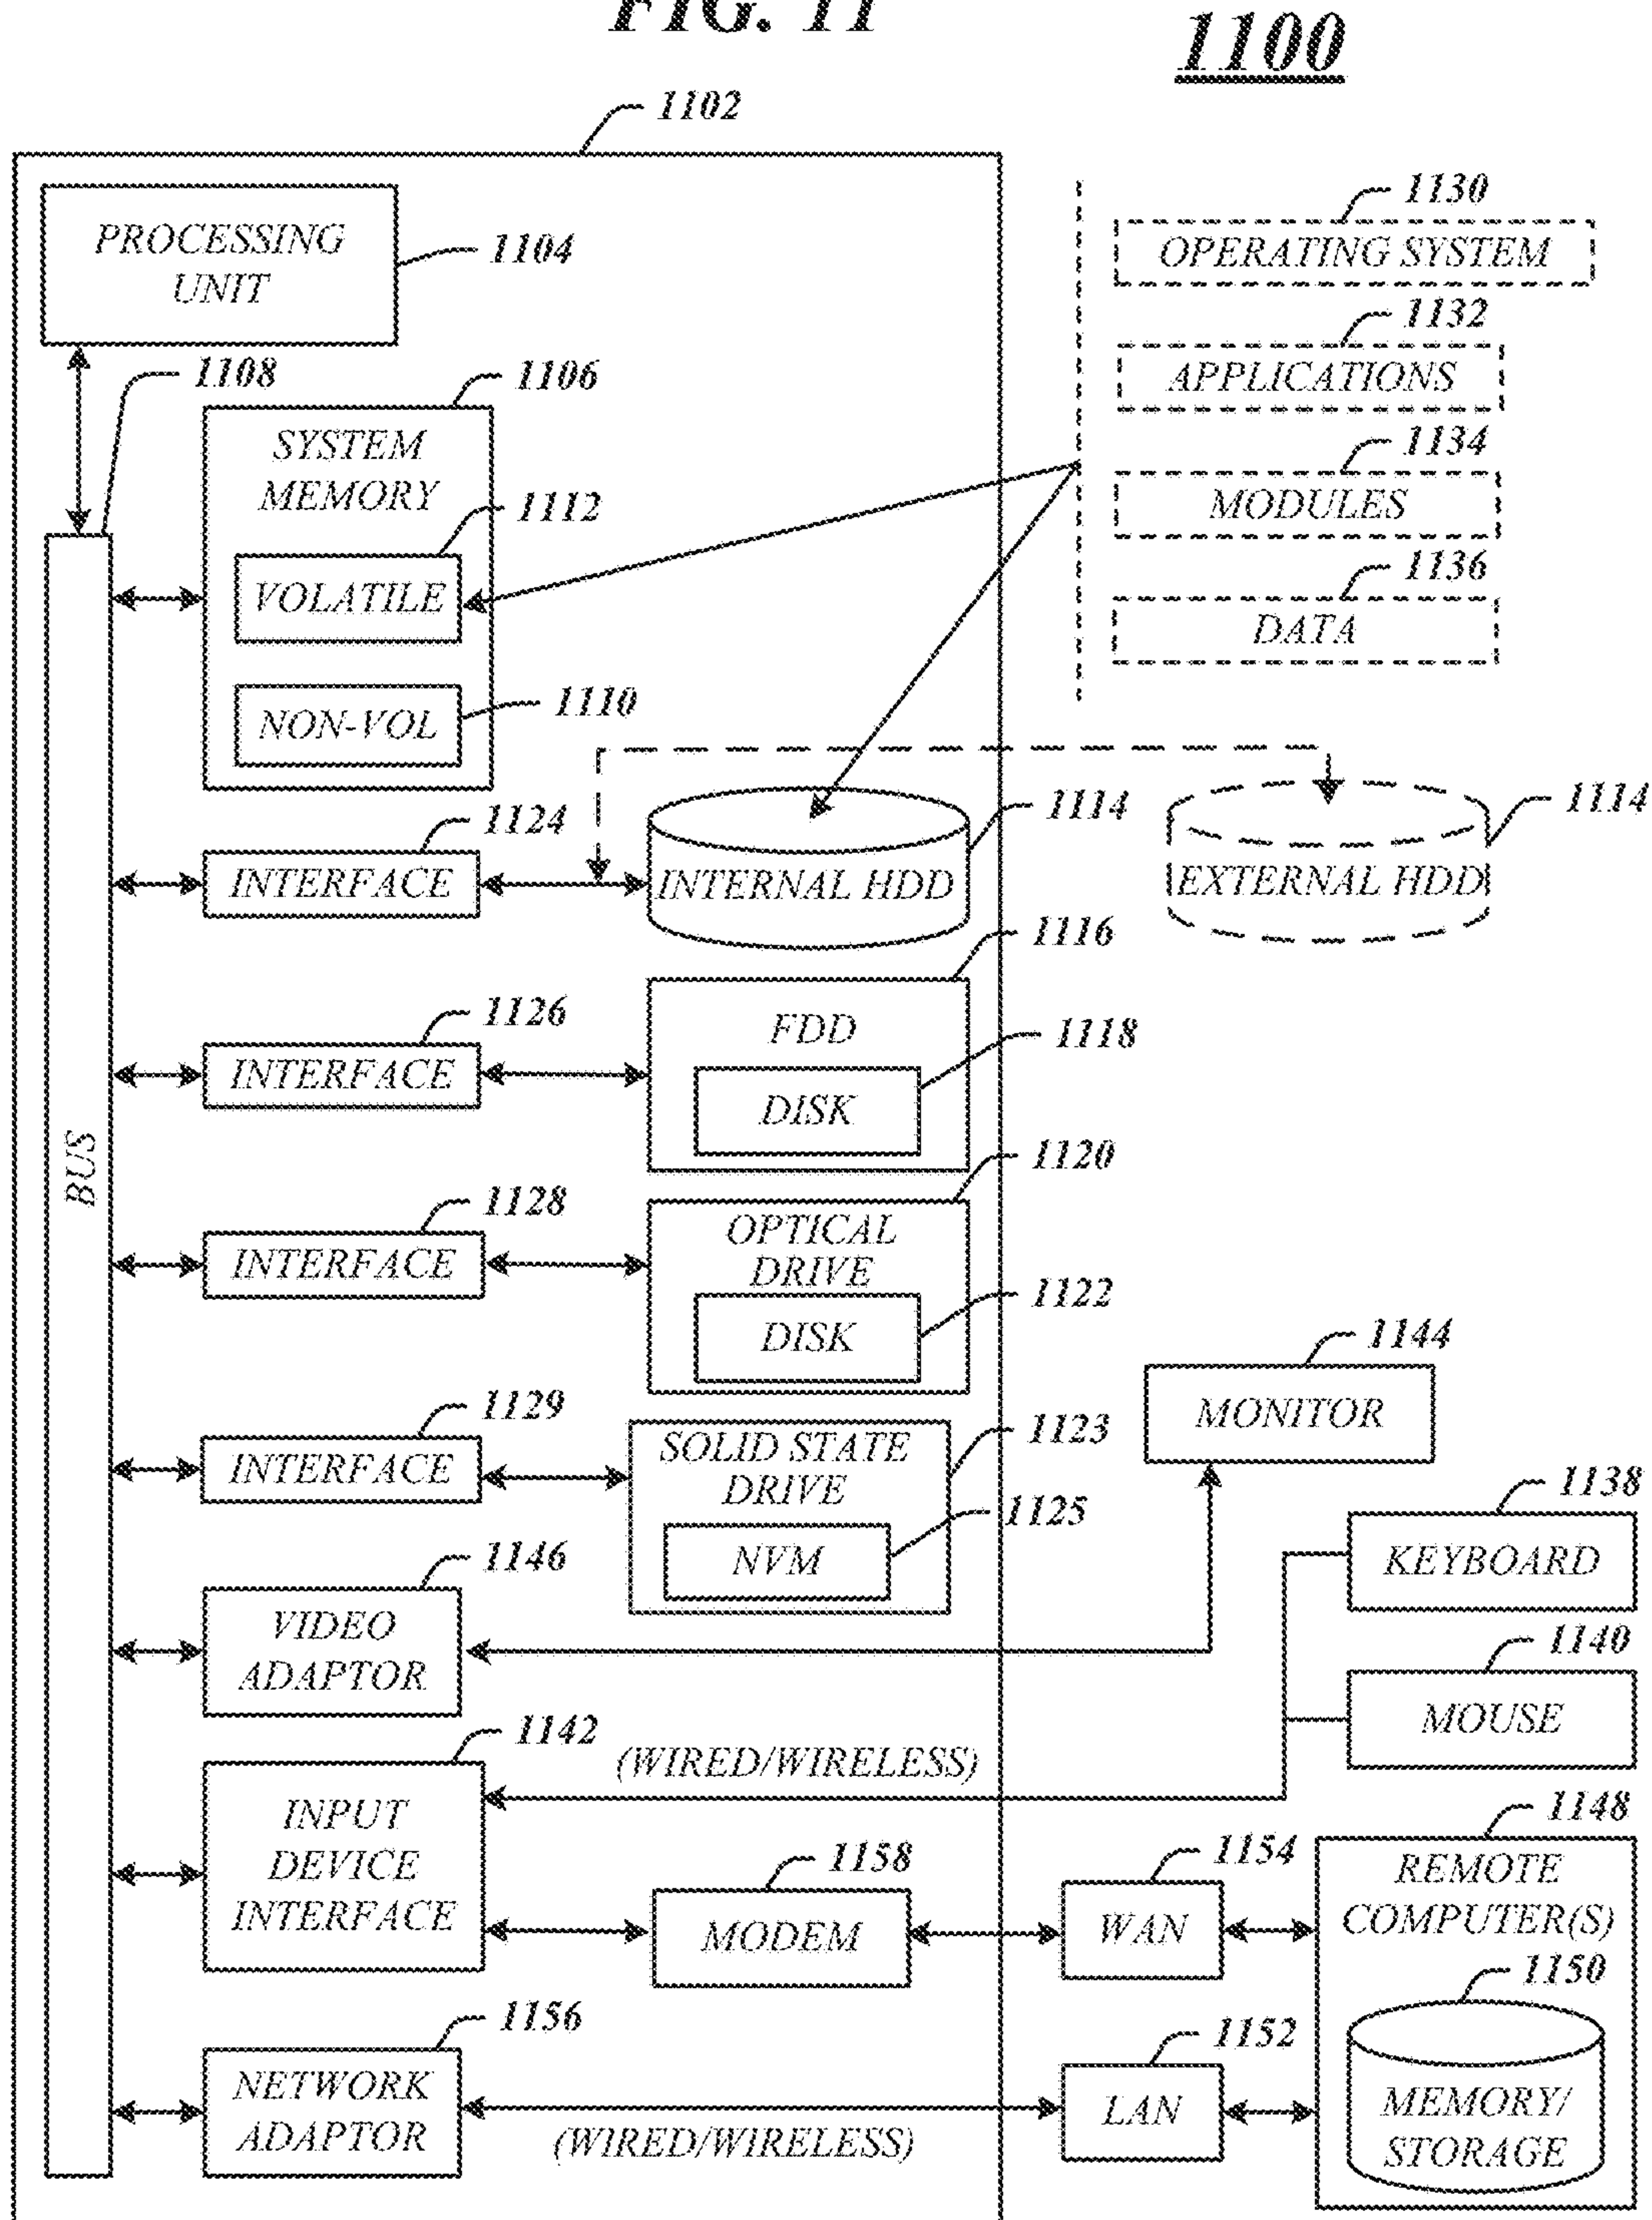 FIG. 11
1100
1102
PROCESSING
UNIT
1104
1108
1106
SYSTEM
MEMORY
1112
VOLATILE
1110
NON-VOL
1130
OPERATING SYSTEM
1132
APPLICATIONS
1134
MODULES
1136
DATA
BUS
1124
INTERFACE
1114
INTERNAL HDD
1114
EXTERNAL HDD
1116
1126
INTERFACE
FDD
1118
DISK
1120
1128
INTERFACE
OPTICAL
DRIVE
1122
DISK
1129
INTERFACE
1123
SOLID STATE
DRIVE
1125
NVM
1144
MONITOR
1138
KEYBOARD
1146
VIDEO
ADAPTOR
1140
MOUSE
1142
(WIRED/WIRELESS)
INPUT
DEVICE
INTERFACE
1158
MODEM
1154
WAN
1148
REMOTE
COMPUTER(S)
1150
MEMORY/
STORAGE
1156
NETWORK
ADAPTOR
(WIRED/WIRELESS)
1152
LAN